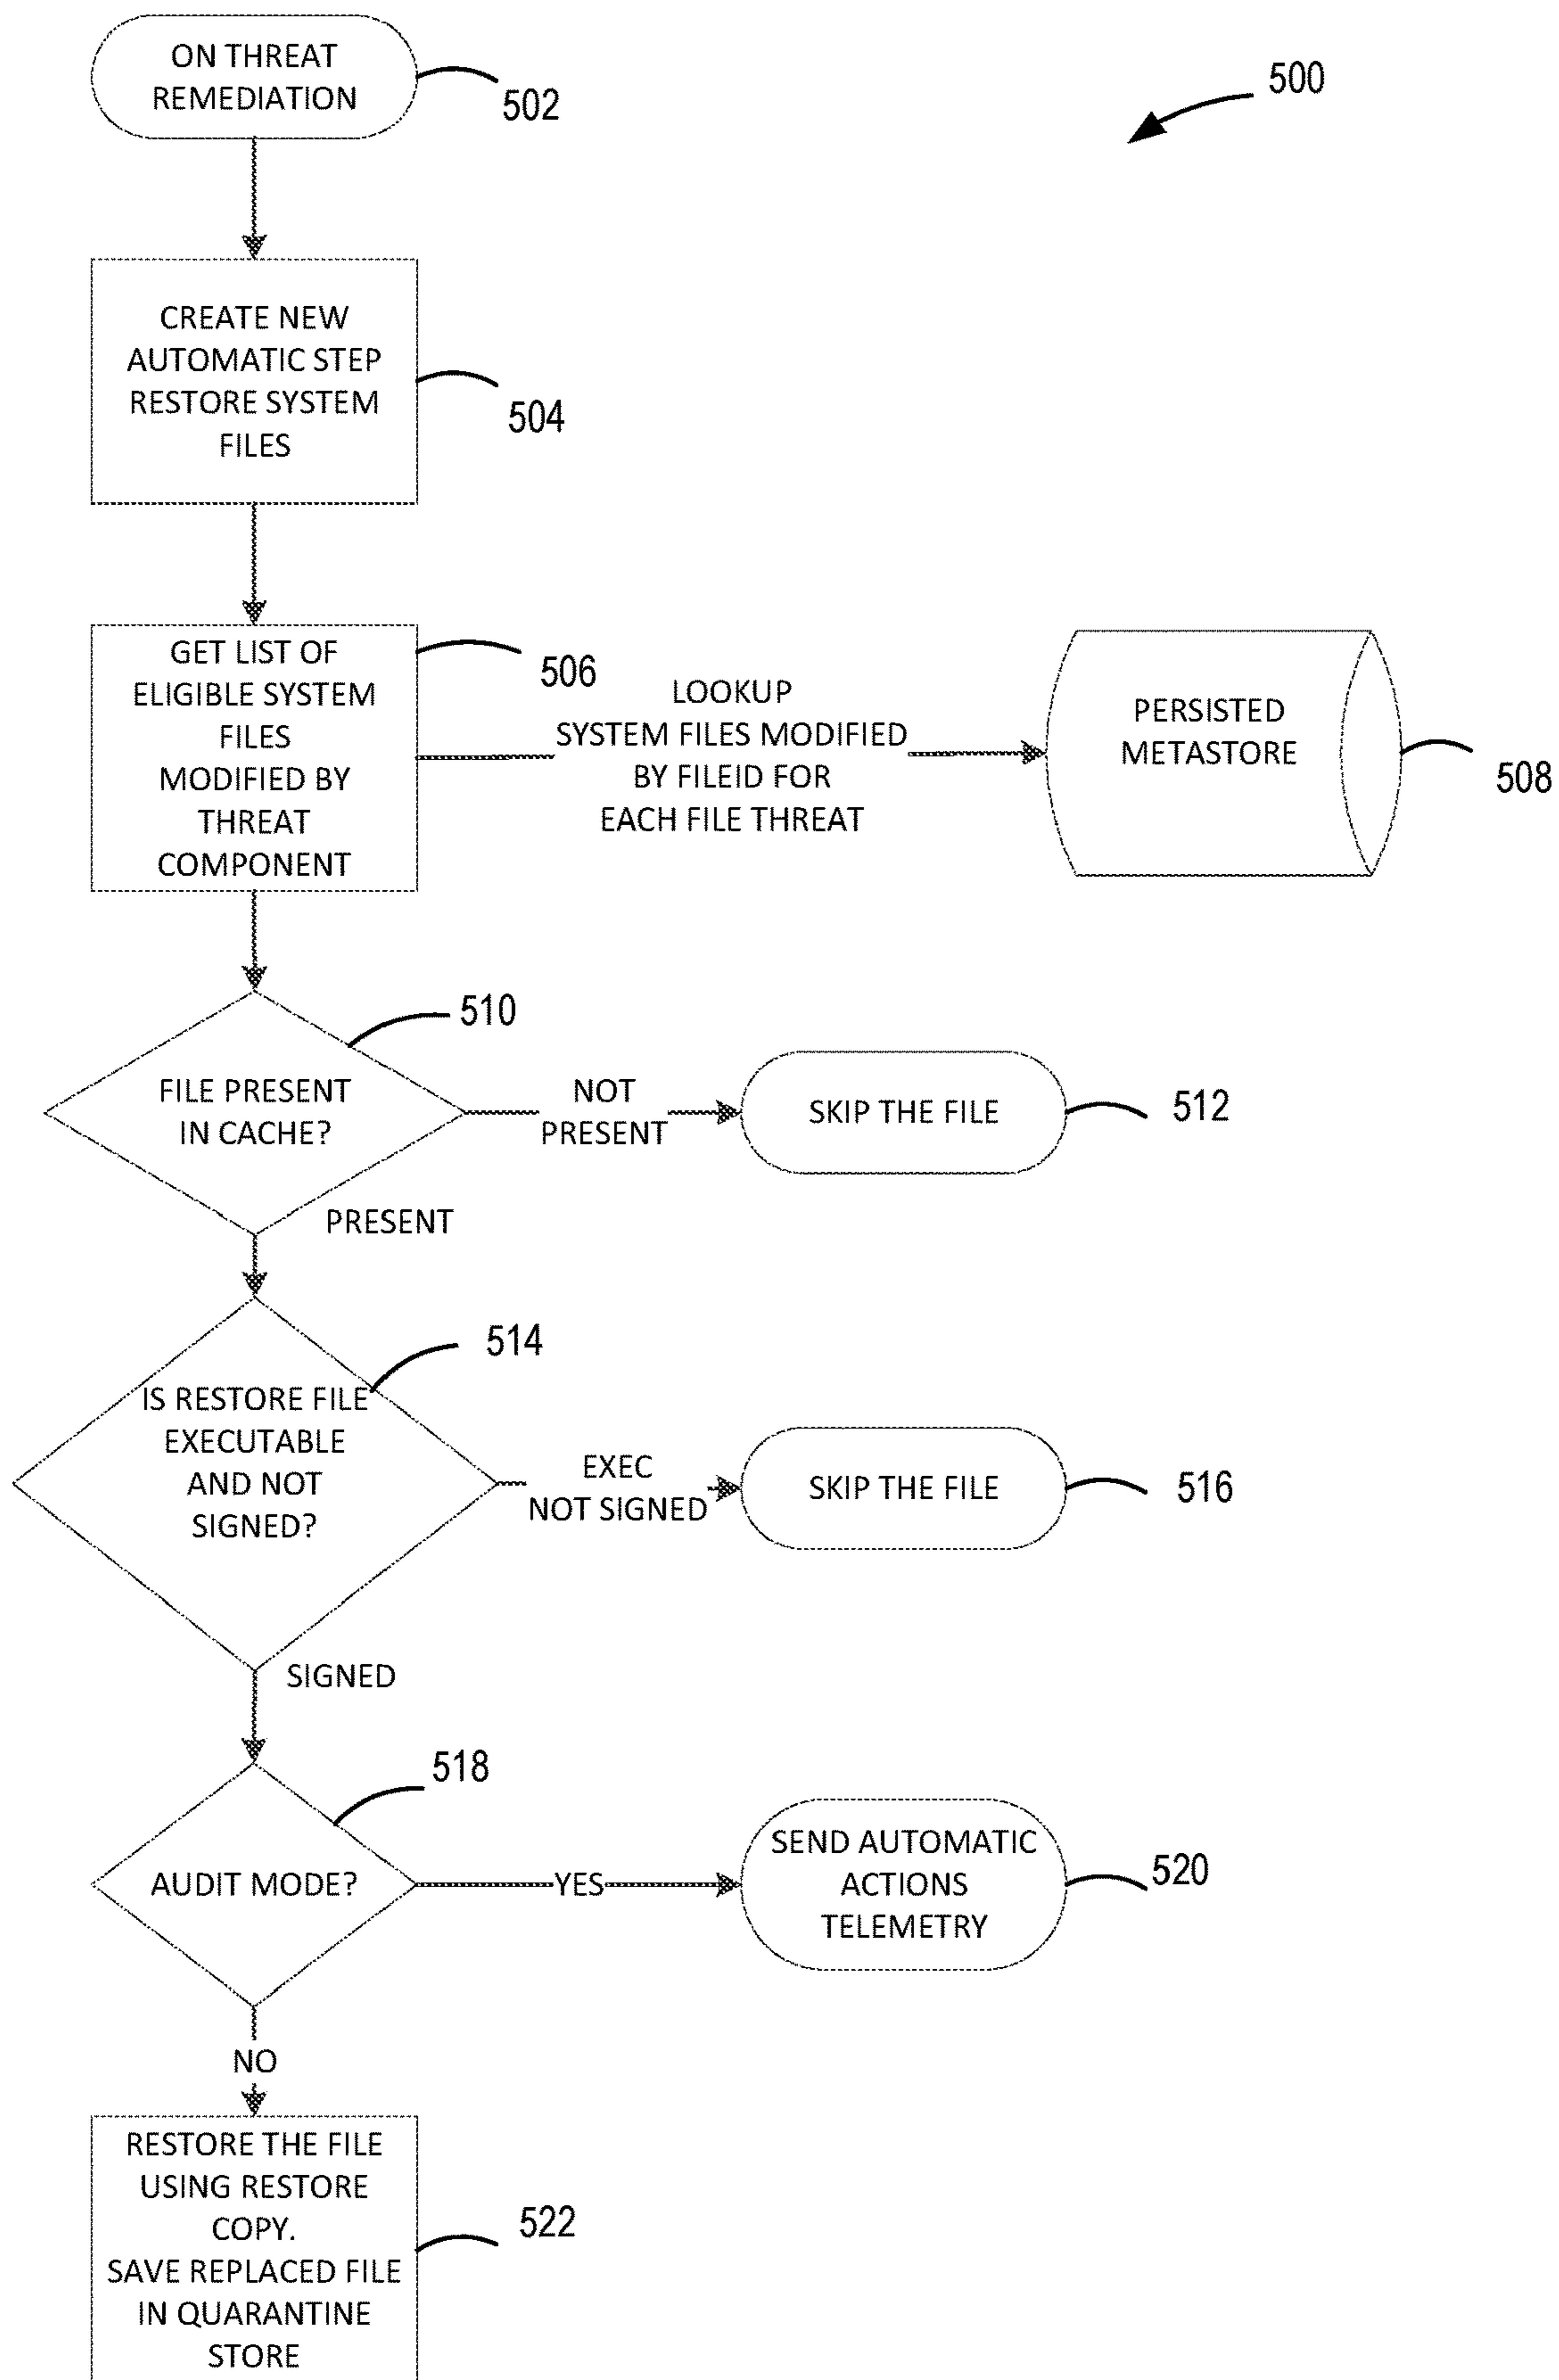 ON THREAT
REMEDIATION
502
500
CREATE NEW
AUTOMATIC STEP
RESTORE SYSTEM
FILES
504
GET LIST OF
ELIGIBLE SYSTEM
FILES
MODIFIED BY
THREAT
COMPONENT
506
LOOKUP
SYSTEM FILES MODIFIED
BY FILEID FOR
EACH FILE THREAT
PERSISTED
METASTORE
508
FILE PRESENT
IN CACHE?
510
NOT
PRESENT
SKIP THE FILE
512
PRESENT
IS RESTORE FILE
EXECUTABLE
AND NOT
SIGNED?
514
EXEC
NOT SIGNED
SKIP THE FILE
516
SIGNED
AUDIT MODE?
518
YES
SEND AUTOMATIC
ACTIONS
TELEMETRY
520
NO
RESTORE THE FILE
USING RESTORE
COPY.
SAVE REPLACED FILE
IN QUARANTINE
STORE
522